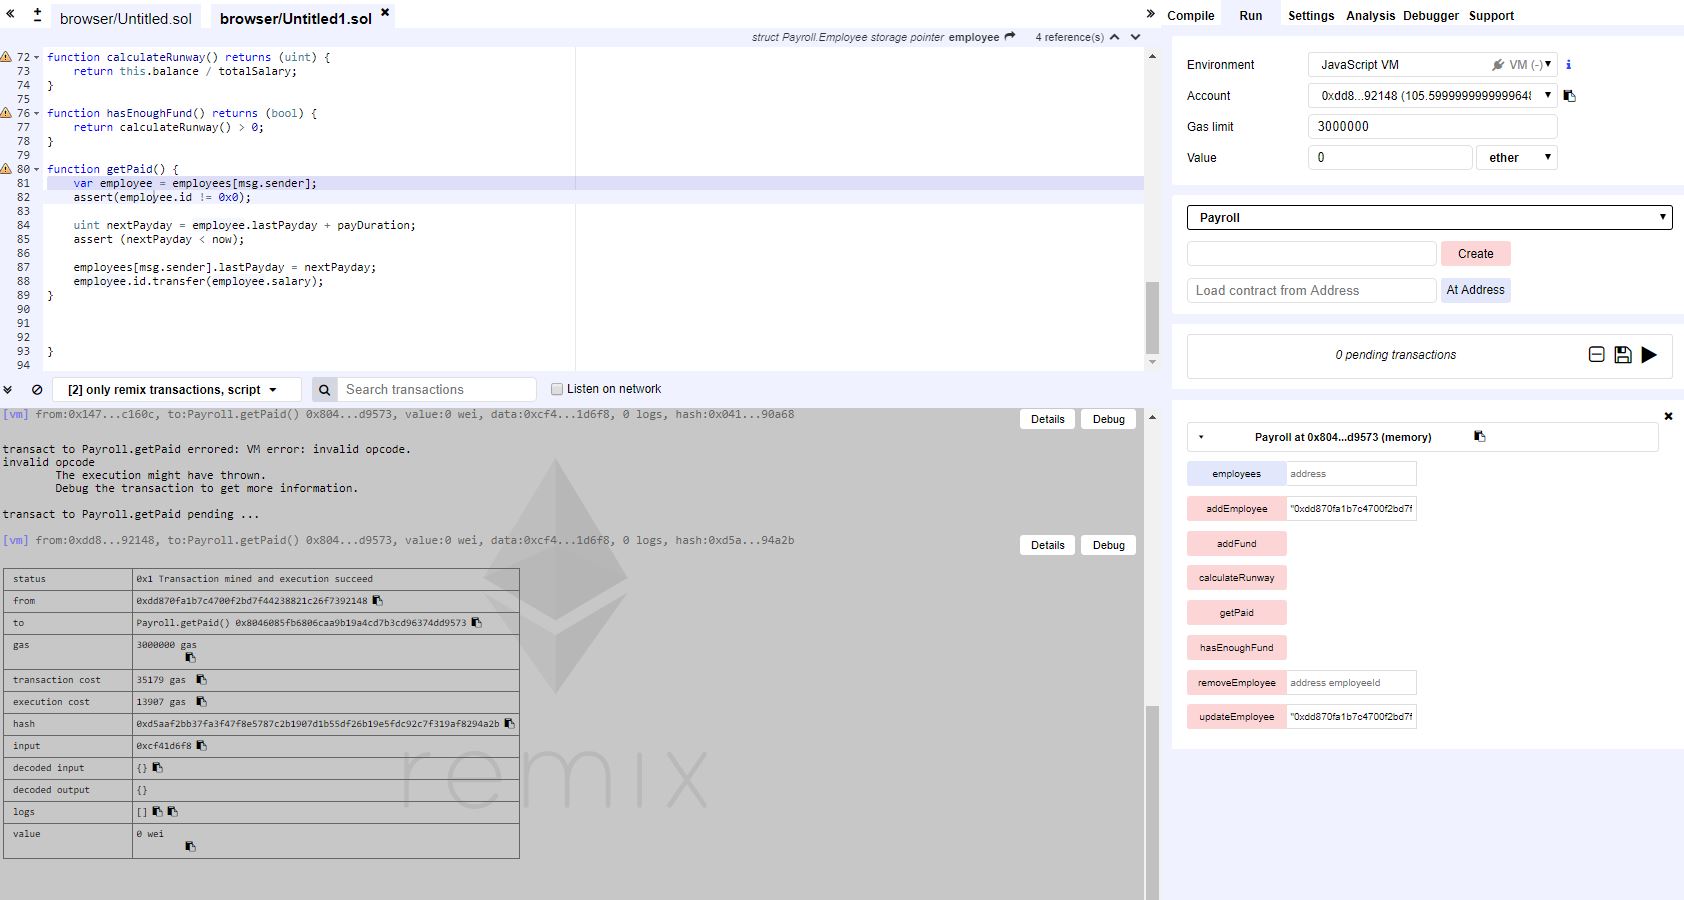 browser/Untitled.sol
browser/Untitled1.sol
struct Payroll.Employee storage pointer employee 4 reference(s)
72 function calculateRunway() returns (uint) {
73 return this.balance / totalSalary;
74 }
75
76 function hasEnoughFund() returns (bool) {
77 return calculateRunway() > 0;
78 }
79
80 function getPaid() {
81 var employee = employees[msg.sender];
82 assert(employee.id != 0x0);
83
84 uint nextPayday = employee.lastPayday + payDuration;
85 assert (nextPayday < now);
86
87 employees[msg.sender].lastPayday = nextPayday;
88 employee.id.transfer(employee.salary);
89 }
90
91
92
93 }
94
[2] only remix transactions, script
Search transactions
Listen on network
[vm] from:0x147...c160c, to:Payroll.getPaid() 0x804...d9573, value:0 wei, data:0xcf4...1d6f8, 0 logs, hash:0x041...90a68
Details
Debug
transact to Payroll.getPaid errored: VM error: invalid opcode.
invalid opcode
The execution might have thrown.
Debug the transaction to get more information.
transact to Payroll.getPaid pending ...
[vm] from:0xdd8...92148, to:Payroll.getPaid() 0x804...d9573, value:0 wei, data:0xcf4...1d6f8, 0 logs, hash:0xd5a...94a2b
Details
Debug
status 0x1 Transaction mined and execution succeed
from 0xdd870fa1b7c4700f2bd7f44238821c26f7392148
to Payroll.getPaid() 0x8046085fb6806caa9b19a4cd7b3cd96374dd9573
gas 3000000 gas
transaction cost 35179 gas
execution cost 13907 gas
hash 0xd5aaf2bb37fa3f47f8e5787c2b1907d1b55df26b19e5fdc92c7f319af8294a2b
input 0xcf41d6f8
decoded input {}
decoded output {}
logs []
value 0 wei
remix
Compile Run Settings Analysis Debugger Support
Environment JavaScript VM VM (-)
Account 0xdd8...92148 (105.5999999999999648
Gas limit 3000000
Value 0 ether
Payroll
Create
Load contract from Address At Address
0 pending transactions
Payroll at 0x804...d9573 (memory)
employees address
addEmployee "0xdd870fa1b7c4700f2bd7f
addFund
calculateRunway
getPaid
hasEnoughFund
removeEmployee address employeeId
updateEmployee "0xdd870fa1b7c4700f2bd7f